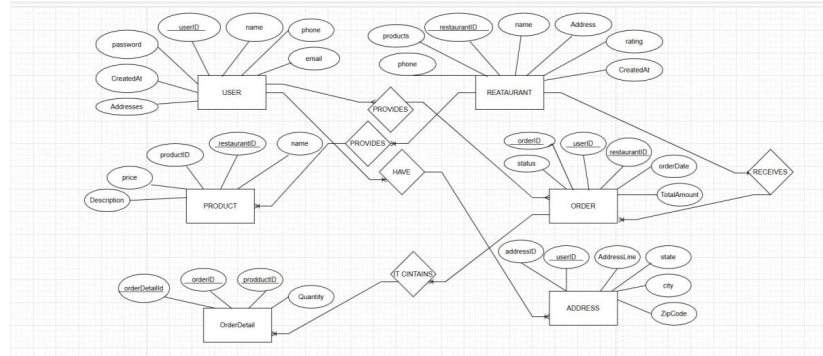 userID
name
phone
password
email
CreatedAt
Addresses
USER
products
restaurantID
name
Address
rating
phone
CreatedAt
REATAURANT
PROVIDES
PROVIDES
HAVE
RECEIVES
productID
restaurantID
name
price
Description
PRODUCT
orderID
userID
restaurantID
orderDate
status
TotalAmount
ORDER
IT CINTAINS
addressID
userID
AddressLine
state
city
ZipCode
ADDRESS
orderDetailId
orderID
prodductID
Quantity
OrderDetail